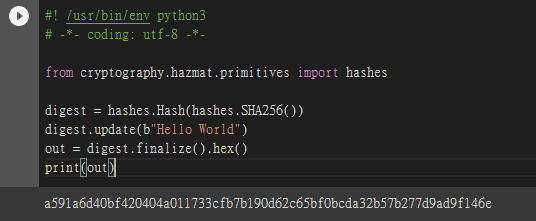 #! /usr/bin/env python3
# -*- coding: utf-8 -*-
from cryptography.hazmat.primitives import hashes
digest = hashes.Hash(hashes.SHA256())
digest.update(b"Hello World")
out = digest.finalize().hex()
print(out)
a591a6d40bf420404a011733cfb7b190d62c65bf0bcda32b57b277d9ad9f146e